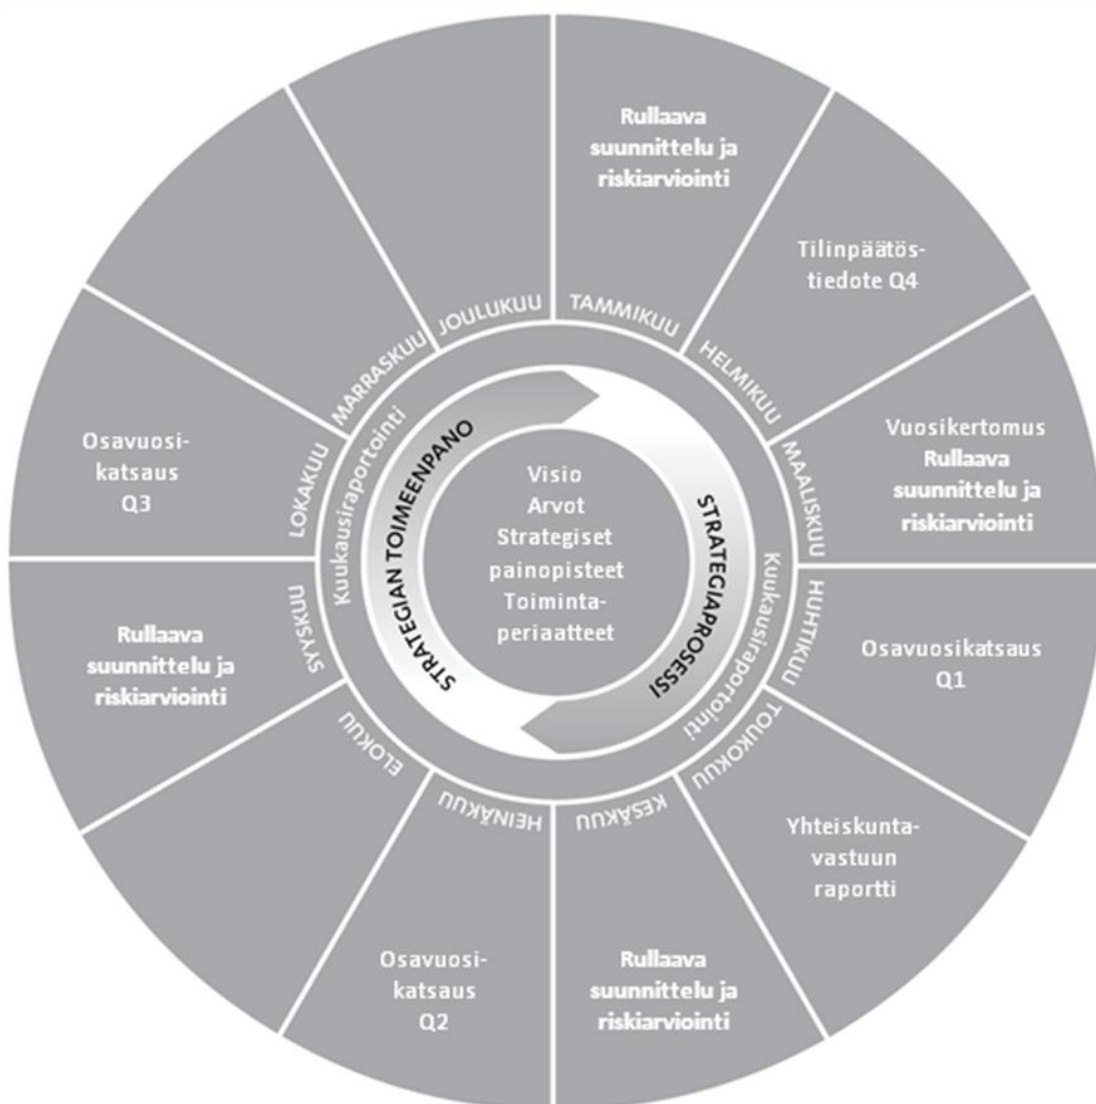 Rullaava
suunnittelu ja
riskiarviointi
TAMMIKUU
Tilinpäätös-
tiedote Q4
HELMIKUU
Vuosikertomus
Rullaava
suunnittelu ja
riskiarviointi
MAALISKUU
Osavuosikatsaus
Q1
HUHTIKUU
Yhteiskunta-
vastuun
raportti
TOUKOKUU
Rullaava
suunnittelu ja
riskiarviointi
KESÄKUU
Osavuosi-
katsaus
Q2
HEINÄKUU
ELOKUU
Rullaava
suunnittelu ja
riskiarviointi
SYYSKUU
Osavuosi-
katsaus
Q3
LOKAKUU
MARRASKUU
JOULUKUU
Kuukausiraportointi
Kuukausiraportointi
STRATEGIAN TOIMEENPANO
STRATEGIAPROSESSI
Visio
Arvot
Strategiset
painopisteet
Toiminta-
periaatteet